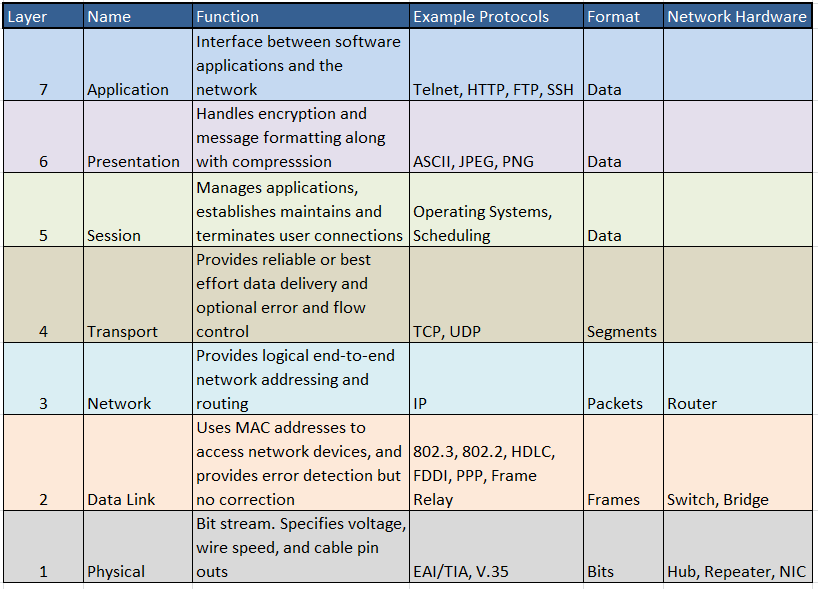 Layer Name Function Example Protocols Format Network Hardware
Interface between software
applications and the
7 Application network Telnet, HTTP, FTP, SSH Data
Handles encryption and
message formatting along
6 Presentation with compresssion ASCII, JPEG, PNG Data
Manages applications,
establishes maintains and Operating Systems,
5 Session terminates user connections Scheduling Data
Provides reliable or best
effort data delivery and
optional error and flow
4 Transport control TCP, UDP Segments
Provides logical end-to-end
network addressing and
3 Network routing IP Packets Router
Uses MAC addresses to
access network devices, and 802.3, 802.2, HDLC,
provides error detection but FDDI, PPP, Frame
2 Data Link no correction Relay Frames Switch, Bridge
Bit stream. Specifies voltage,
wire speed, and cable pin
1 Physical outs EAI/TIA, V.35 Bits Hub, Repeater, NIC